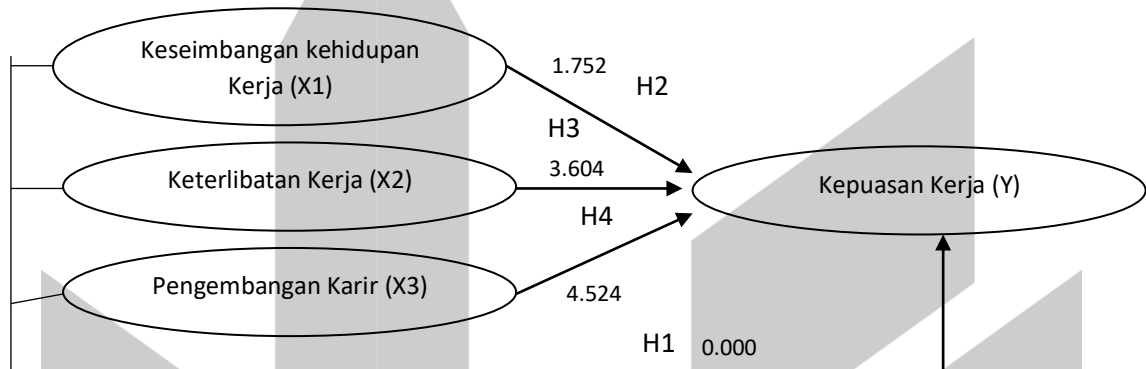 Keseimbangan kehidupan
Kerja (X1)
1.752
H2
H3
Keterlibatan Kerja (X2)
3.604
Kepuasan Kerja (Y)
H4
Pengembangan Karir (X3)
4.524
H1 0.000